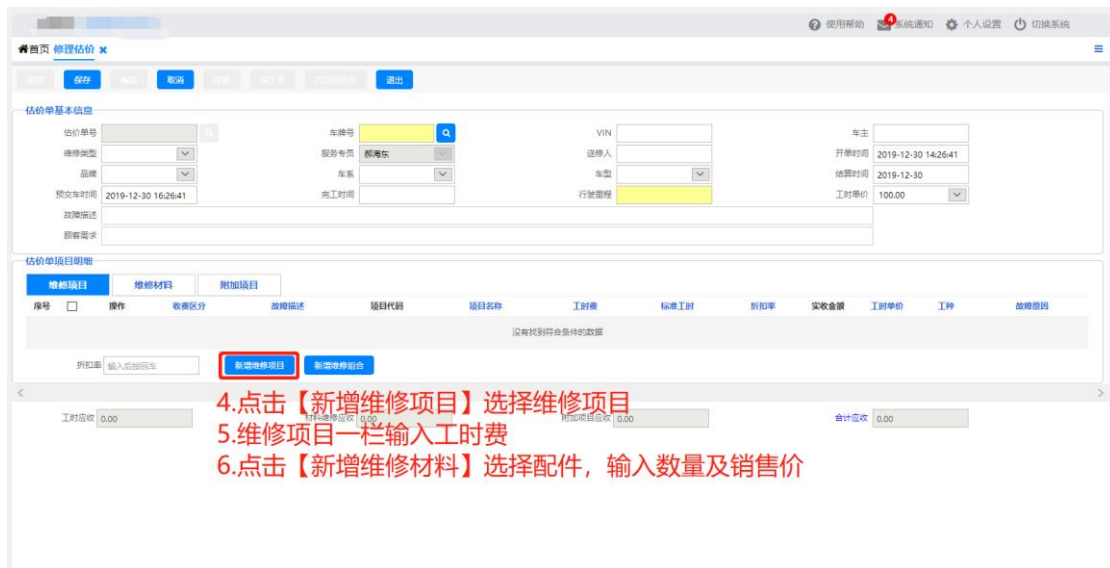 使用帮助 4 系统通知 个人设置 切换系统
首页 修理估价
保存 取消 退出
估价单基本信息
估价单号 车牌号 VIN 车主
维修类型 服务专员 郝海东 送修人 开单时间 2019-12-30 14:26:41
品牌 车系 车型 结算时间 2019-12-30
预交车时间 2019-12-30 16:26:41 完工时间 行驶里程 工时单价 100.00
故障描述
顾客需求
估价单项目明细
维修项目 维修材料 附加项目
序号 操作 收费区分 故障描述 项目代码 项目名称 工时费 标准工时 折扣率 实收金额 工时单价 工种 故障原因
没有找到符合条件的数据
折扣率 输入后按回车 新增维修项目 新增维修组合
4.点击【新增维修项目】选择维修项目
工时应收 0.00 材料维修应收 0.00 附加项目应收 0.00 合计应收 0.00
5.维修项目一栏输入工时费
6.点击【新增维修材料】选择配件，输入数量及销售价